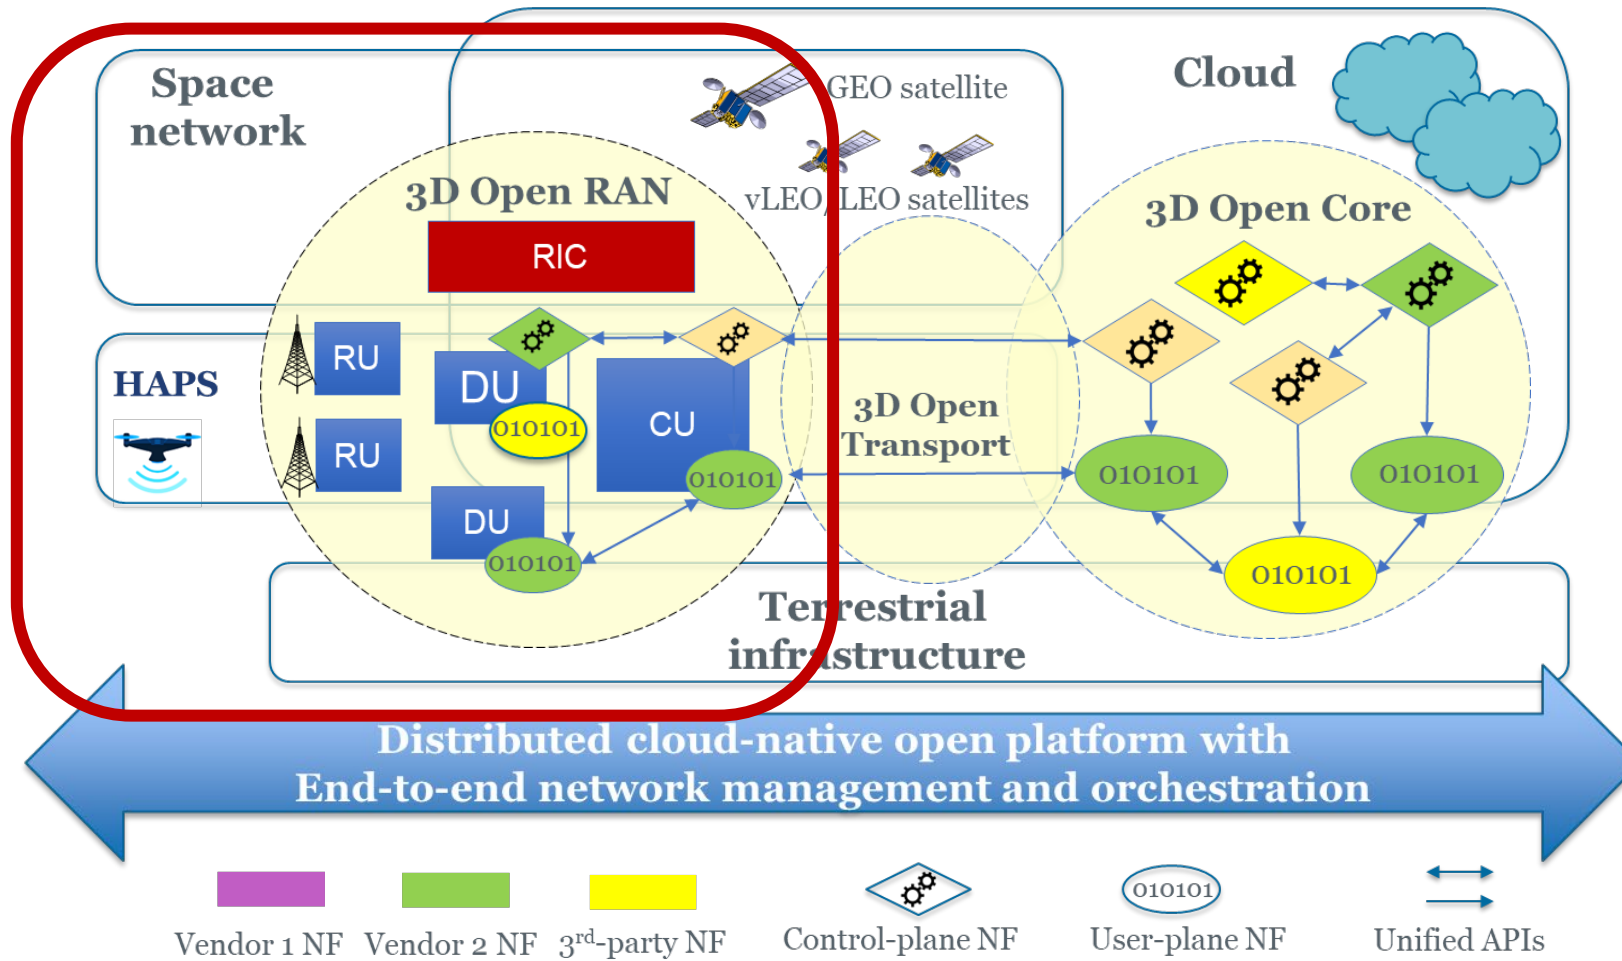 Space
network
GEO satellite
Cloud
vLEO/LEO satellites
3D Open RAN
3D Open Core
RIC
RU
DU
010101
CU
HAPS
RU
010101
DU
010101
3D Open
Transport
010101
010101
010101
Terrestrial
infrastructure
Distributed cloud-native open platform with
End-to-end network management and orchestration
010101
Vendor 1 NF
Vendor 2 NF
3rd-party NF
Control-plane NF
User-plane NF
Unified APIs